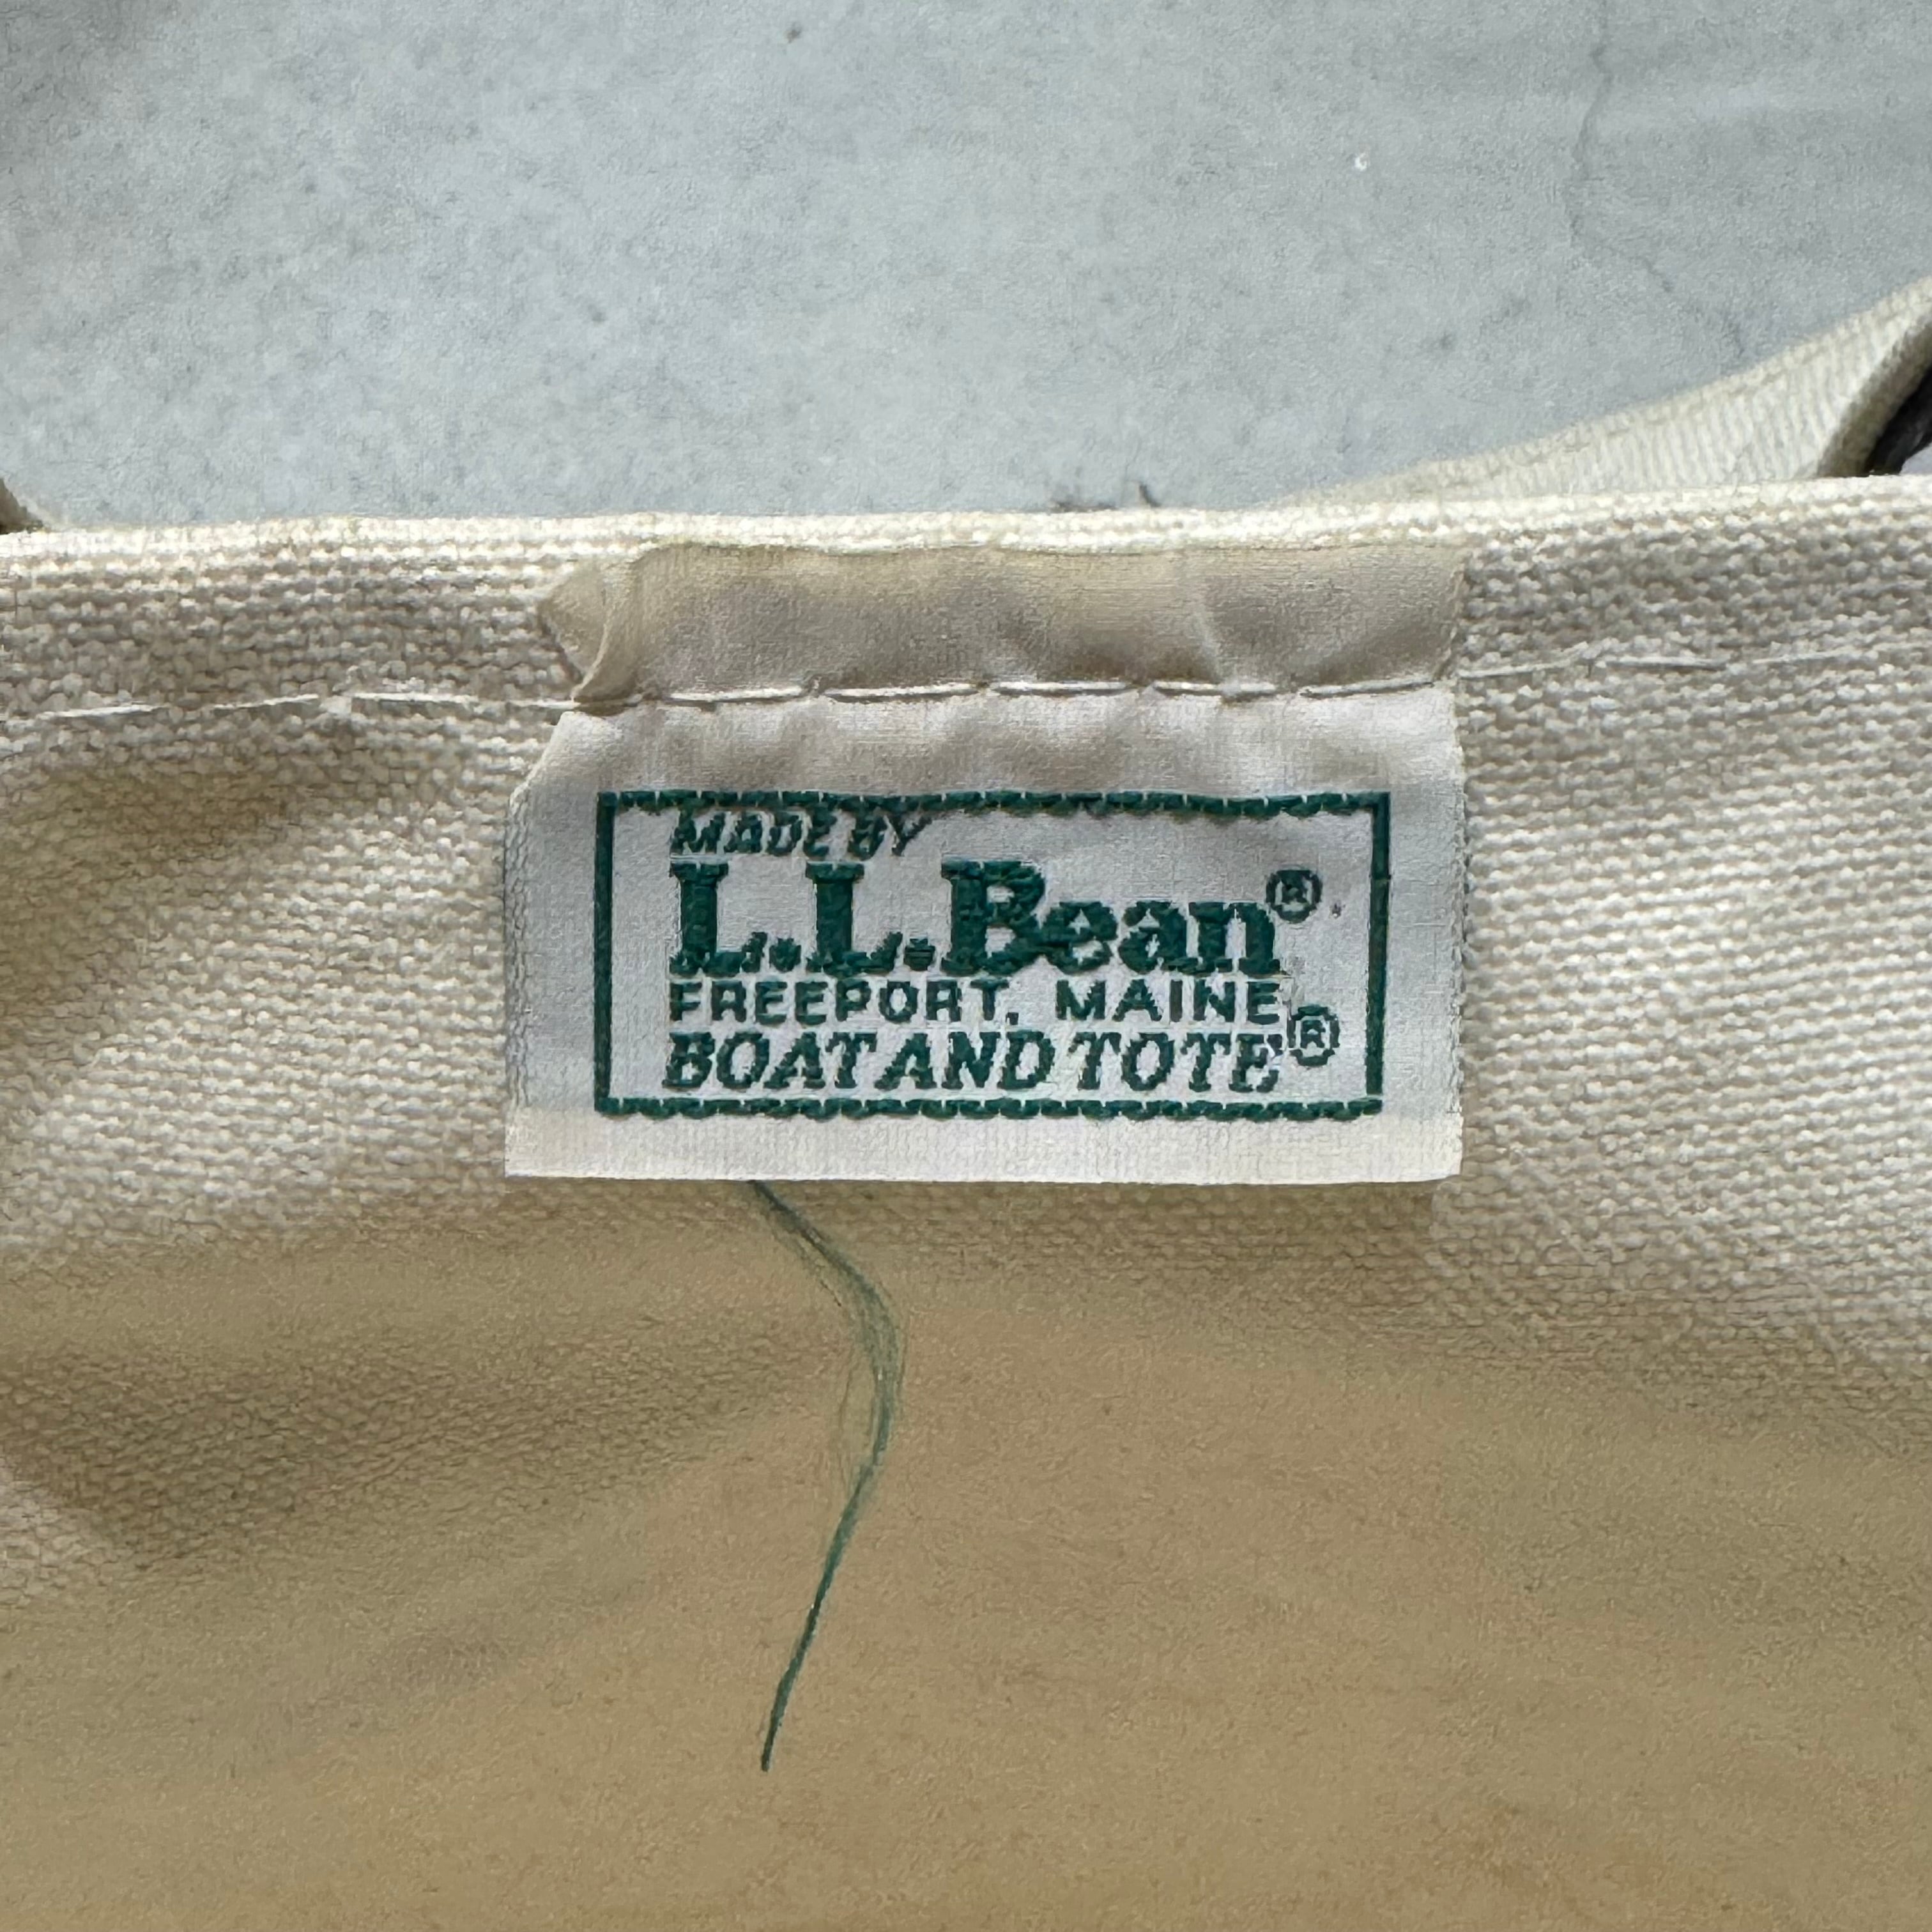 MADE BY
L.L.Bean®
FREEPORT, MAINE
BOAT AND TOTE®